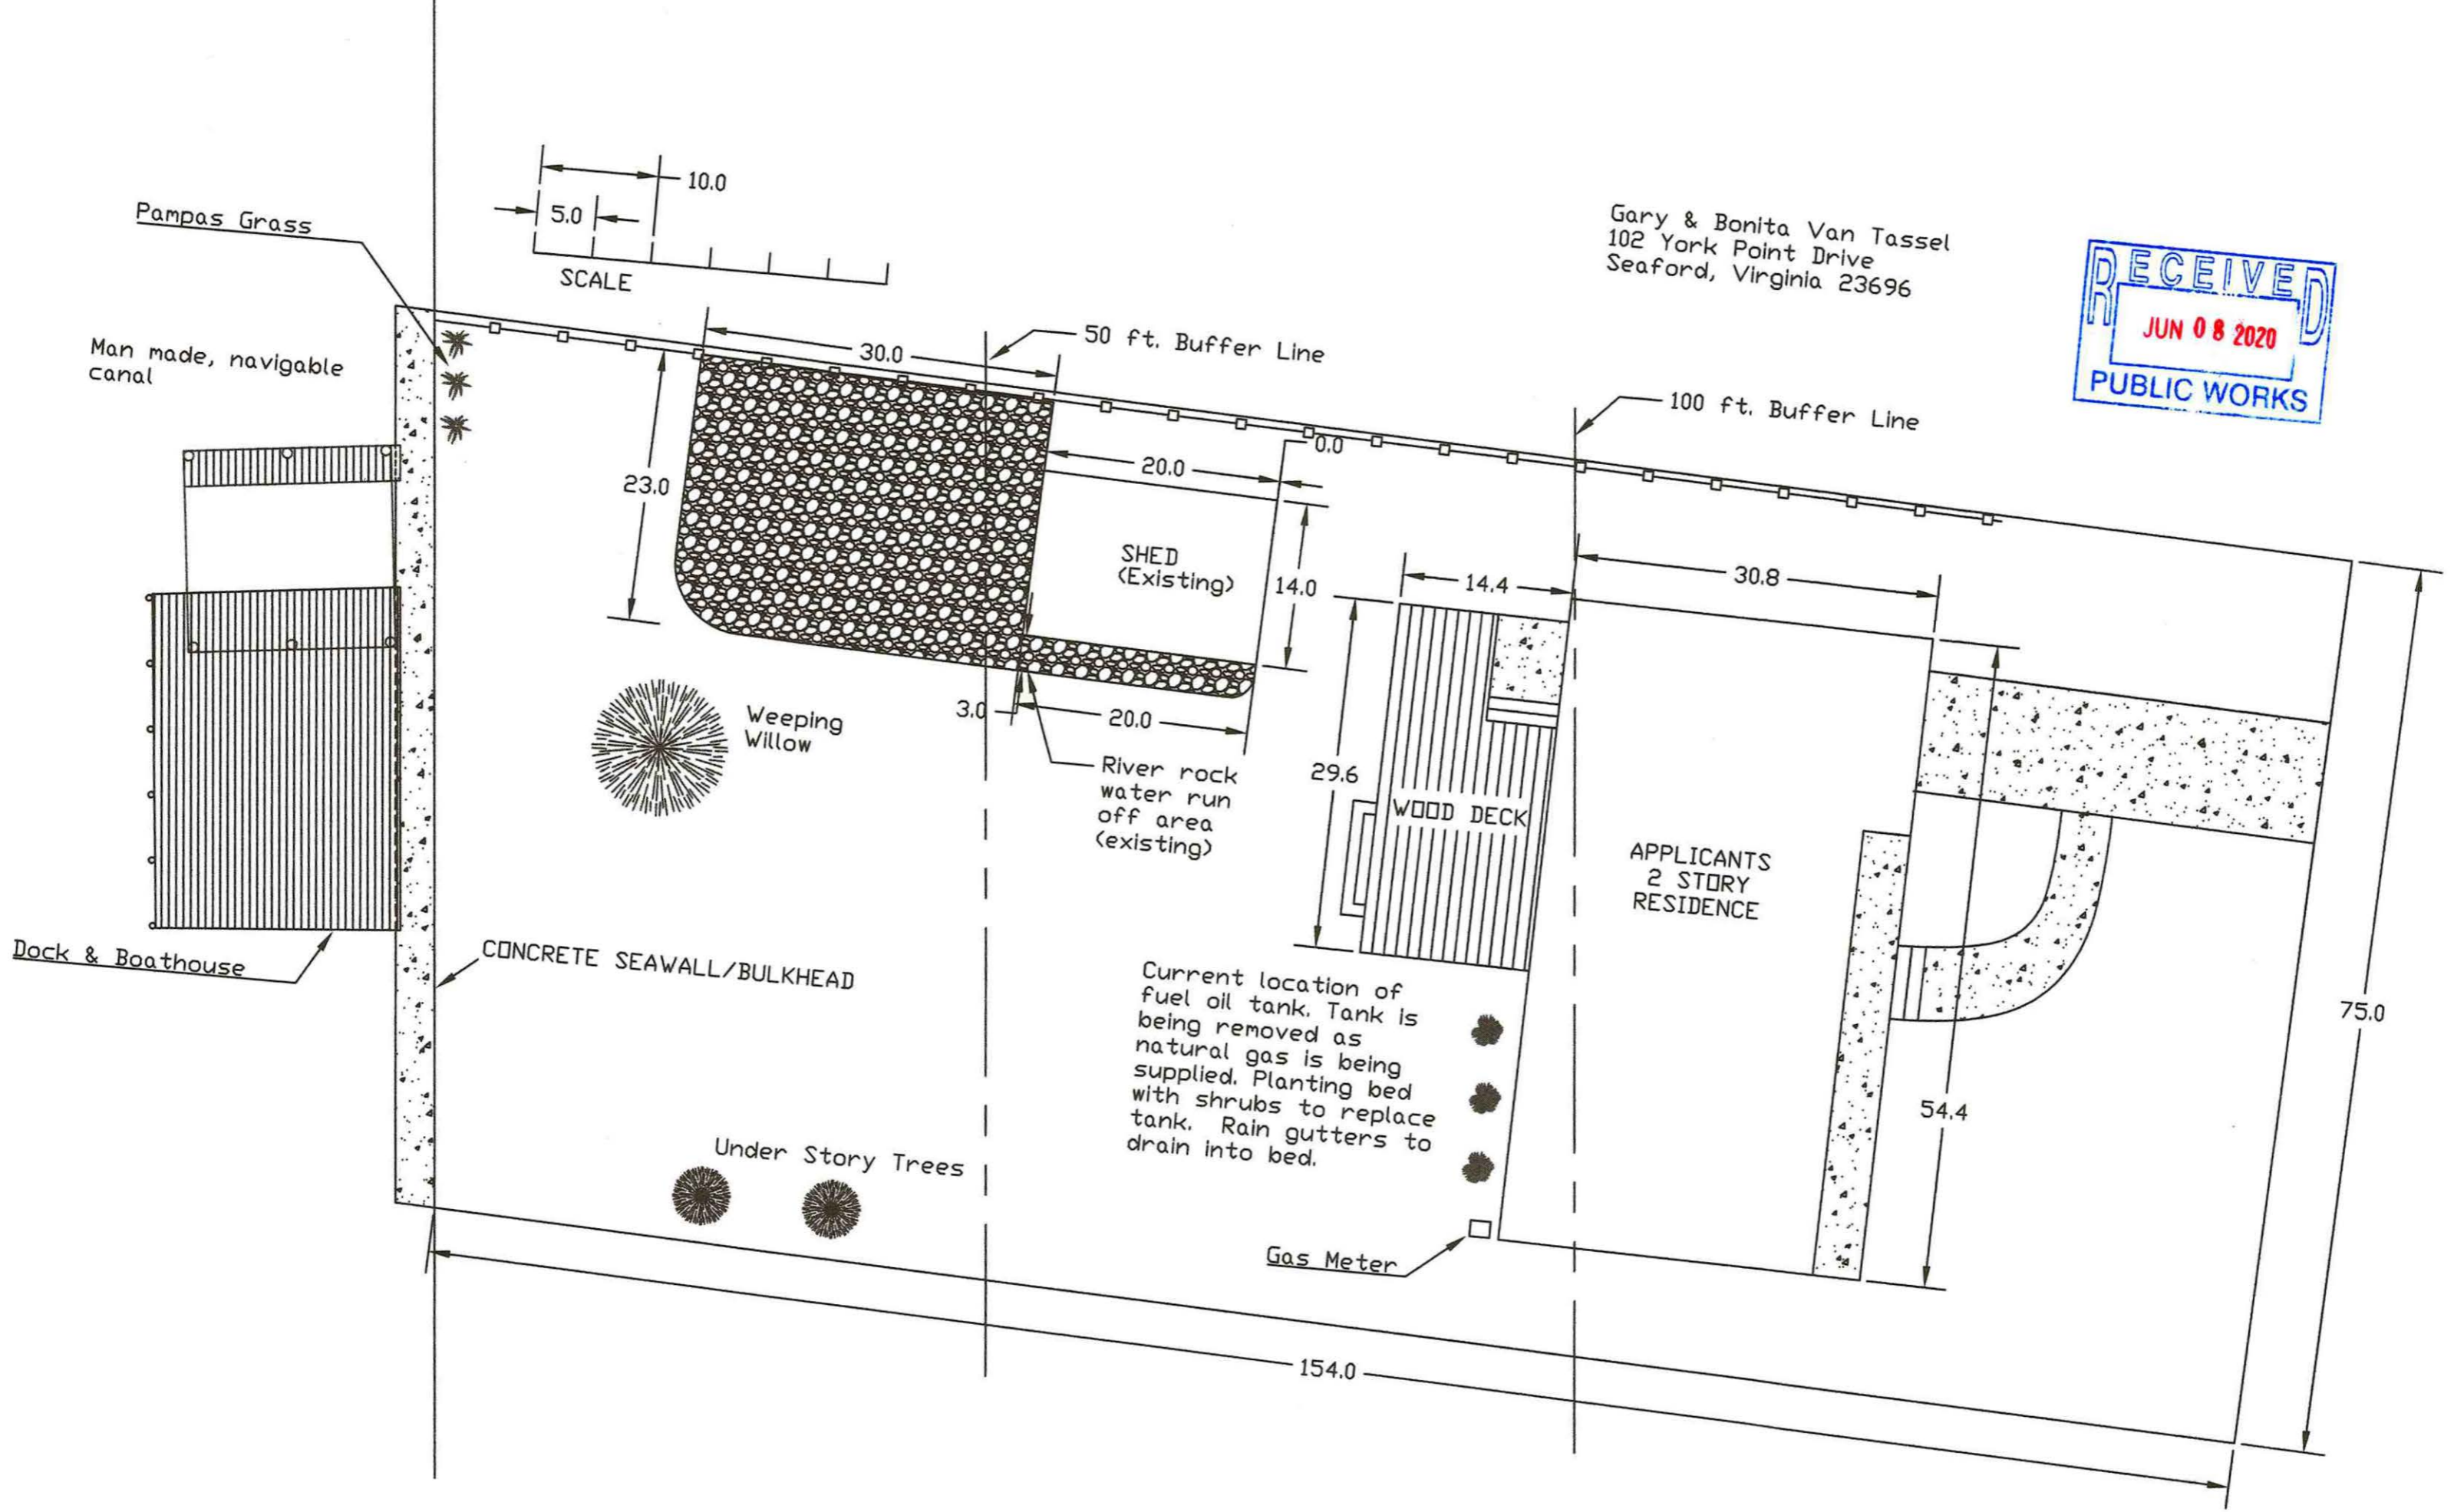 10.0
5.0
SCALE
Pampas Grass
Gary & Bonita Van Tassel
102 York Point Drive
Seaford, Virginia 23696
RECEIVED
JUN 08 2020
PUBLIC WORKS
Man made, navigable
canal
30.0
50 ft. Buffer Line
100 ft. Buffer Line
0.0
20.0
23.0
SHED
(Existing)
14.0
14.4
30.8
Weeping
Willow
3.0
20.0
River rock
water run
off area
(existing)
29.6
WOOD DECK
APPLICANTS
2 STORY
RESIDENCE
Dock & Boathouse
CONCRETE SEAWALL/BULKHEAD
Current location of
fuel oil tank. Tank is
being removed as
natural gas is being
supplied. Planting bed
with shrubs to replace
tank. Rain gutters to
drain into bed.
75.0
54.4
Under Story Trees
Gas Meter
154.0